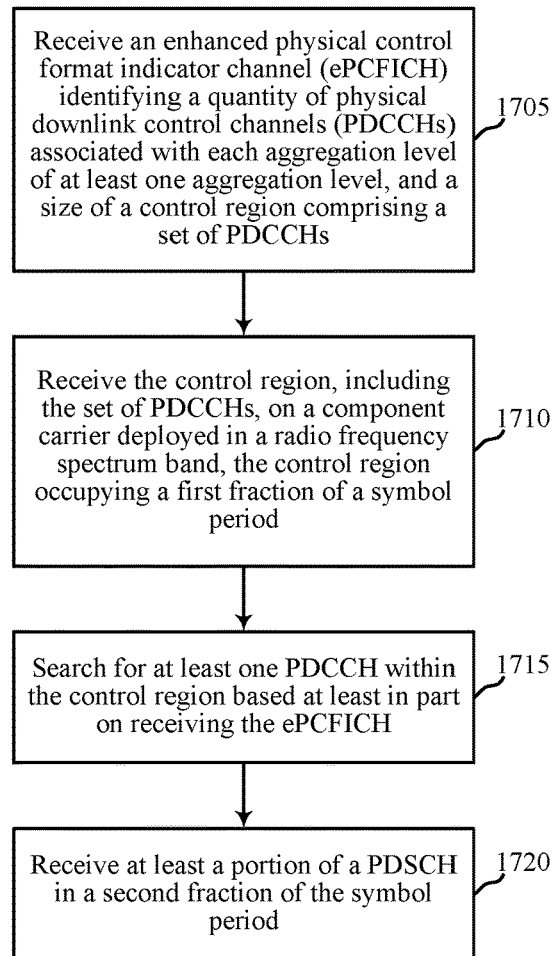 Receive an enhanced physical control
format indicator channel (ePCFICH)
identifying a quantity of physical
downlink control channels (PDCCHs)
associated with each aggregation level
of at least one aggregation level, and a
size of a control region comprising a
set of PDCCHs
1705
Receive the control region, including
the set of PDCCHs, on a component
carrier deployed in a radio frequency
spectrum band, the control region
occupying a first fraction of a symbol
period
1710
Search for at least one PDCCH within
the control region based at least in part
on receiving the ePCFICH
1715
Receive at least a portion of a PDSCH
in a second fraction of the symbol
period
1720